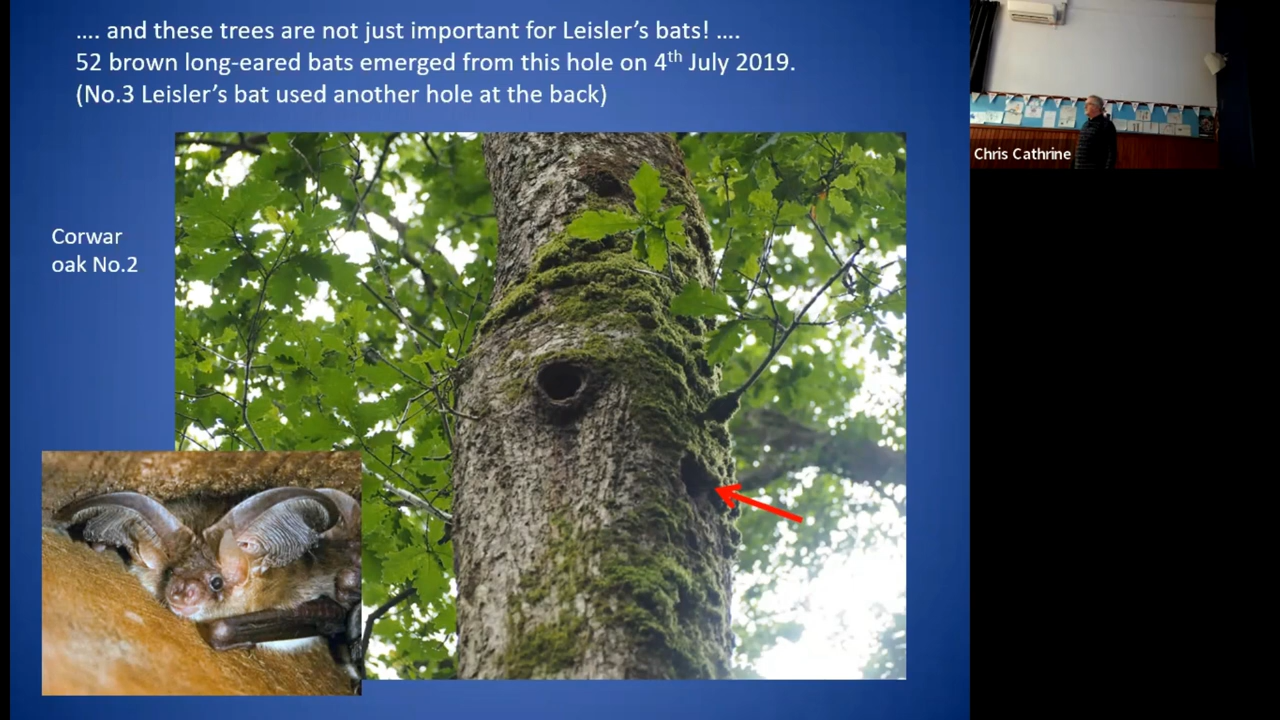 .... and these trees are not just important for Leisler's bats! ....
52 brown long-eared bats emerged from this hole on 4th July 2019.
(No.3 Leisler's bat used another hole at the back)
Corwar
oak No.2
Chris Cathrine